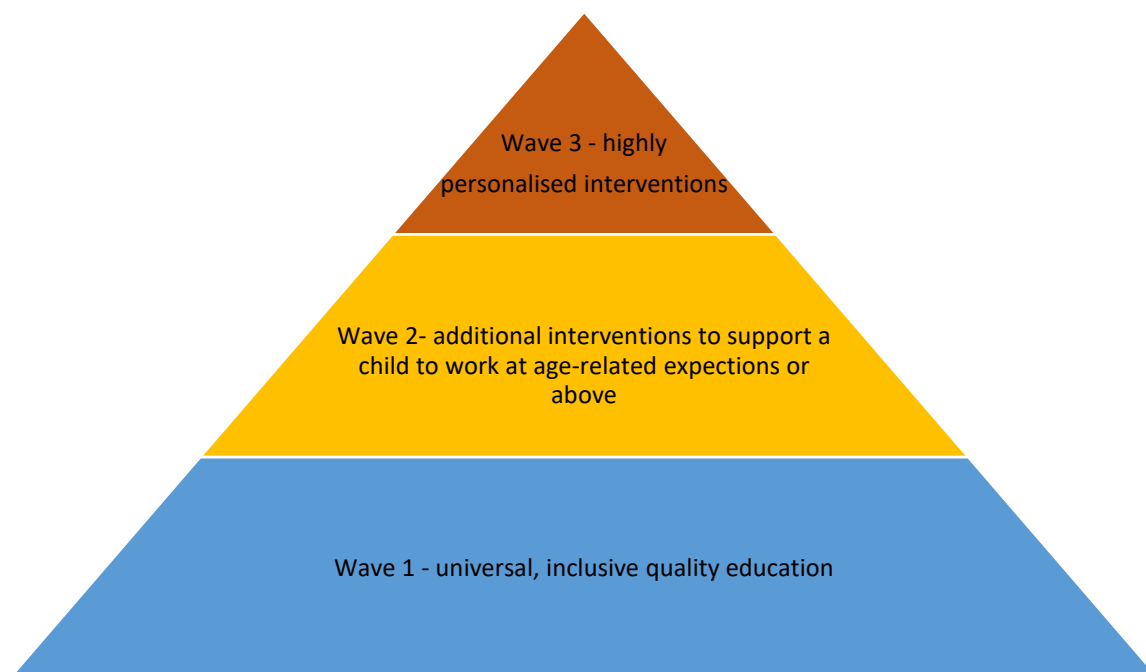 Wave 3 - highly
personalised interventions
Wave 2- additional interventions to support a
child to work at age-related expections or
above
Wave 1 - universal, inclusive quality education